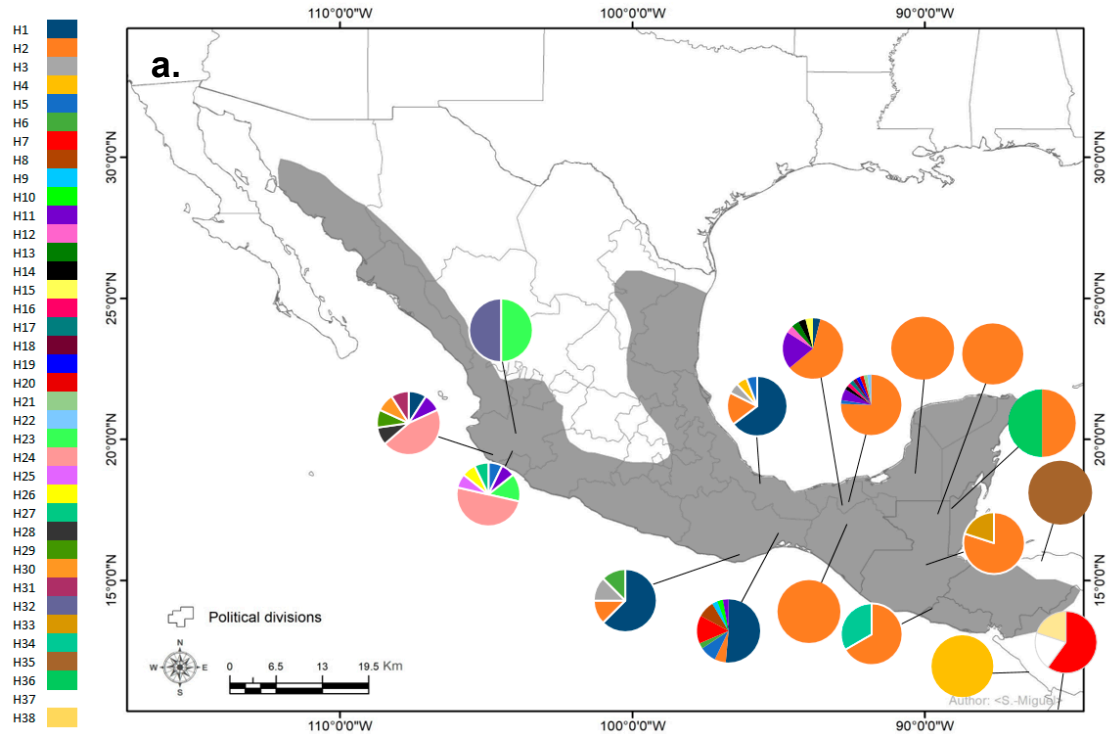 110°0'0"W 100°0'0"W 90°0'0"W
a.
H1
H2
H3
H4
H5
H6
H7
H8
H9
H10
H11
H12
H13
H14
H15
H16
H17
H18
H19
H20
H21
H22
H23
H24
H25
H26
H27
H28
H29
H30
H31
H32
H33
H34
H35
H36
H37
H38
30°0'0"N 30°0'0"N
25°0'0"N 25°0'0"N
20°0'0"N 20°0'0"N
15°0'0"N 15°0'0"N
Political divisions
N
W E
S
0 6.5 13 19.5 Km
Author: <S.-Miguel>
110°0'0"W 100°0'0"W 90°0'0"W